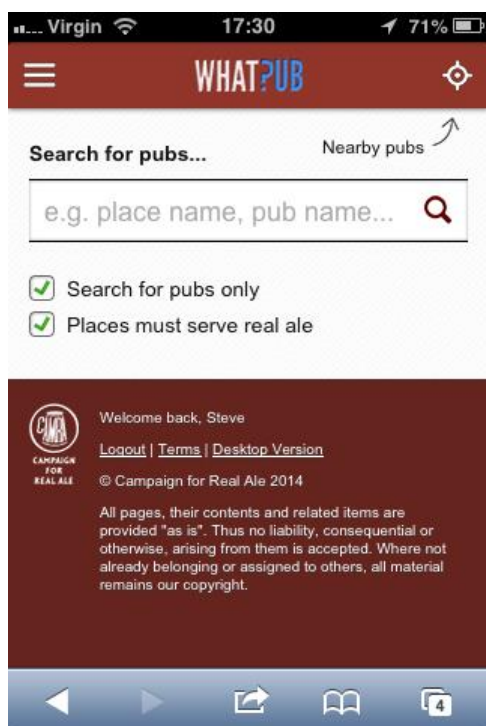 .... Virgin 17:30 71%
WHAT?PUB
Nearby pubs
Search for pubs...
e.g. place name, pub name...
Search for pubs only
Places must serve real ale
CAMRA
CAMPAIGN
FOR
REAL ALE
Welcome back, Steve
Logout | Terms | Desktop Version
© Campaign for Real Ale 2014
All pages, their contents and related items are
provided "as is". Thus no liability, consequential or
otherwise, arising from them is accepted. Where not
already belonging or assigned to others, all material
remains our copyright.
4